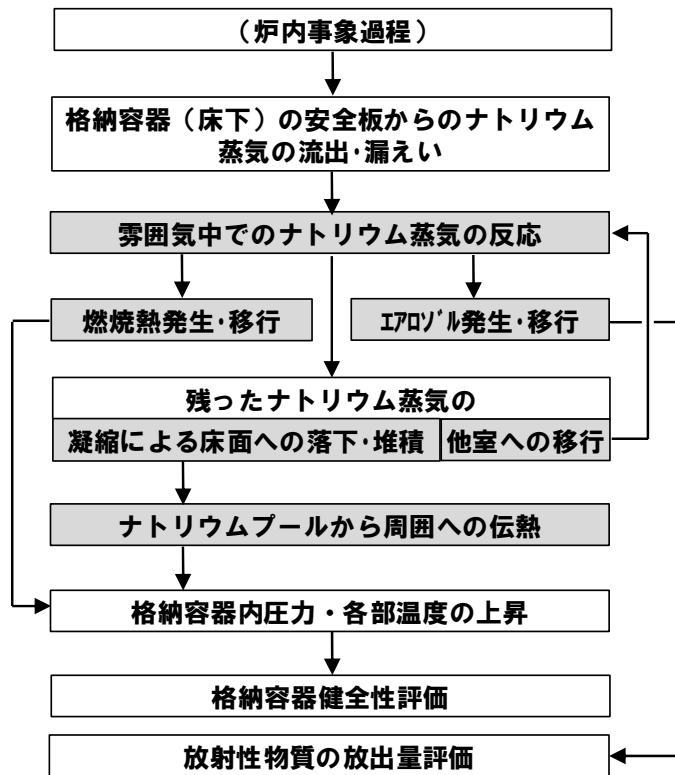 （炉内事象過程）
格納容器（床下）の安全板からのナトリウム
蒸気の流出･漏えい
雰囲気中でのナトリウム蒸気の反応
燃焼熱発生･移行
ｴｱﾛｿﾞﾙ発生･移行
残ったナトリウム蒸気の
凝縮による床面への落下･堆積
他室への移行
ナトリウムプールから周囲への伝熱
格納容器内圧力・各部温度の上昇
格納容器健全性評価
放射性物質の放出量評価